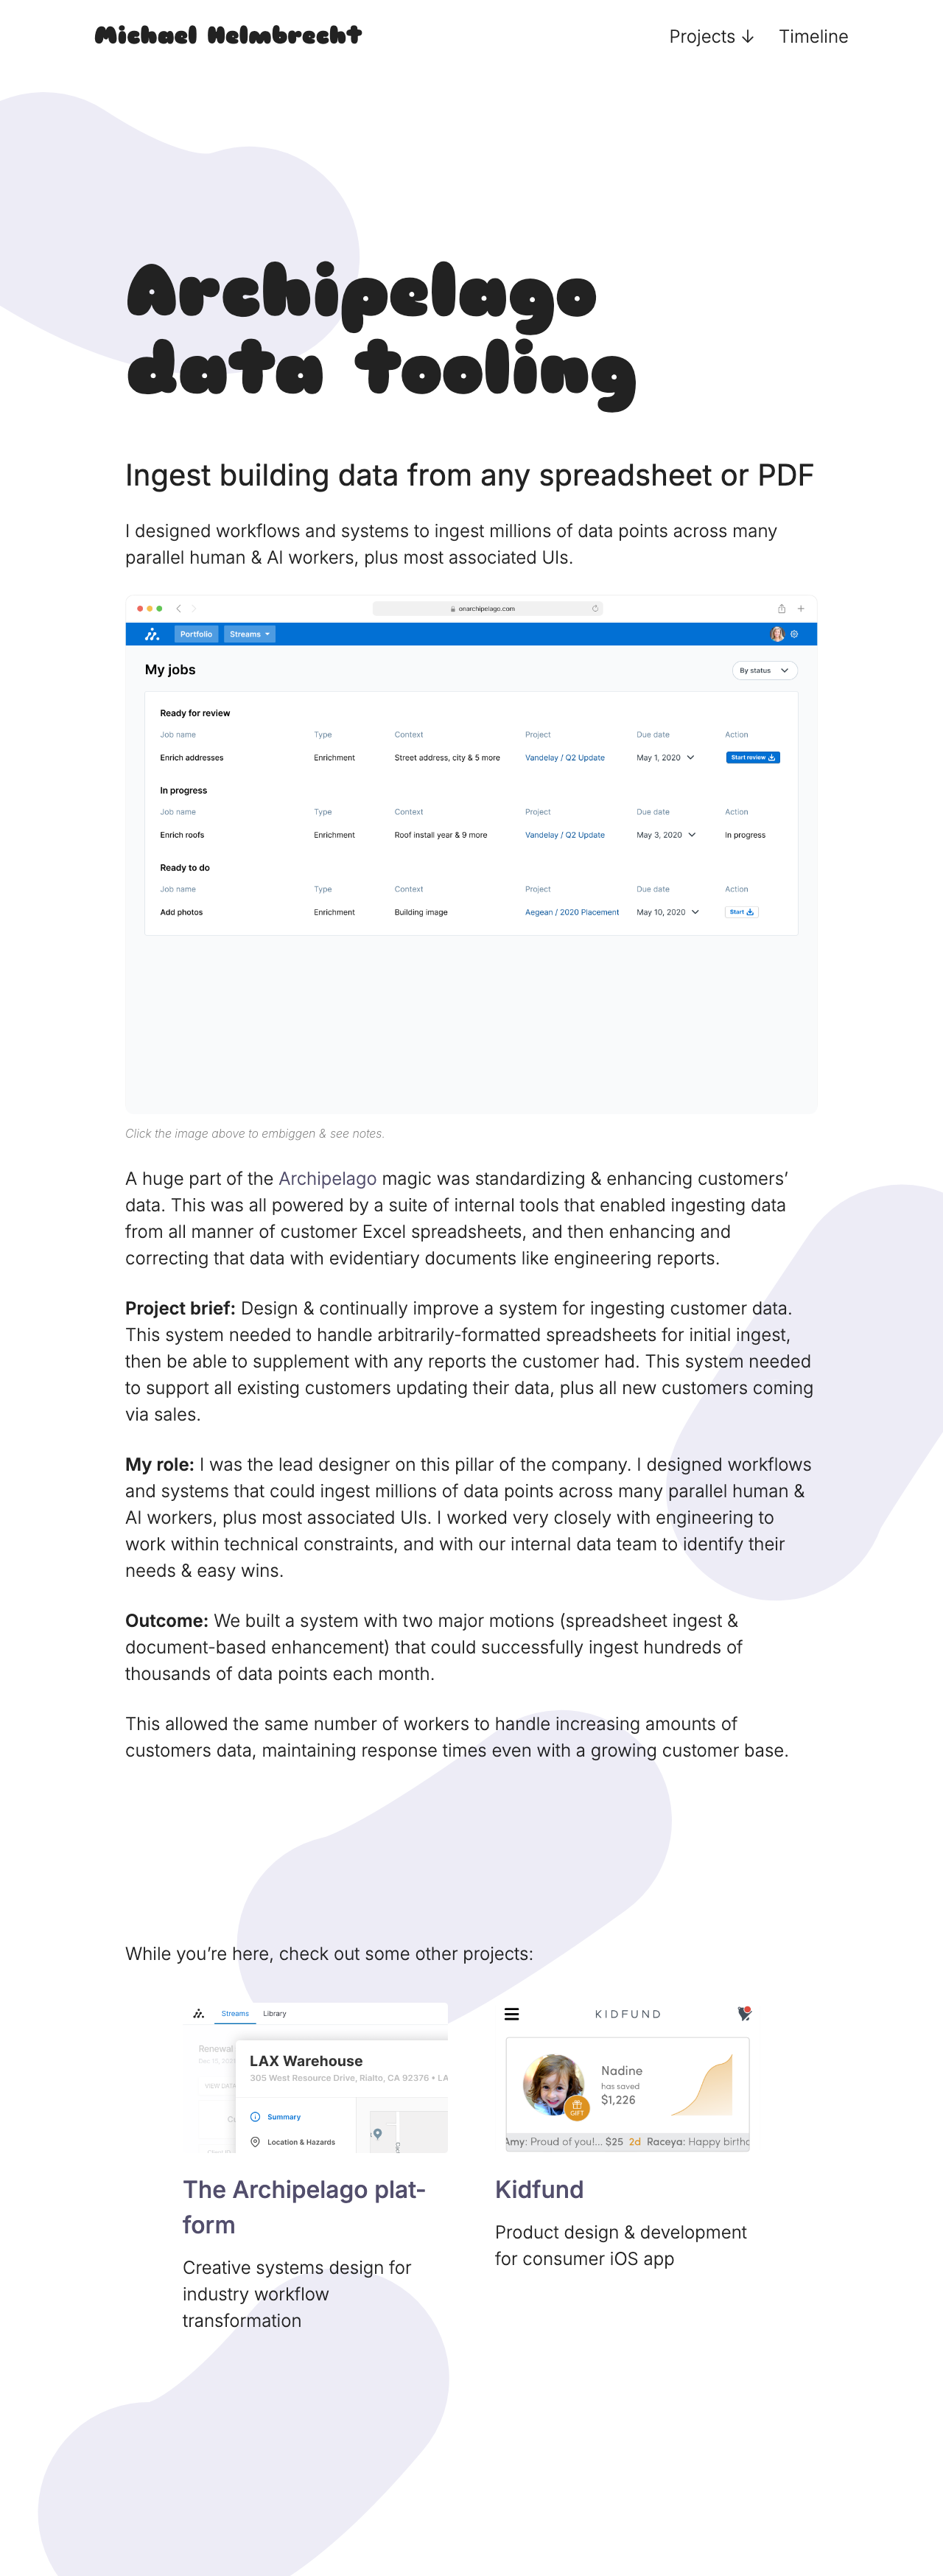 Michael Helmbrecht
Projects ↓ Timeline
Archipelago
data tooling
Ingest building data from any spreadsheet or PDF
I designed workflows and systems to ingest millions of data points across many
parallel human & AI workers, plus most associated UIs.
onarchipelago.com
Portfolio Streams
My jobs
By status
Ready for review
Job name Type Context Project Due date Action
Enrich addresses Enrichment Street address, city & 5 more Vandelay / Q2 Update May 1, 2020 Start review
In progress
Job name Type Context Project Due date Action
Enrich roofs Enrichment Roof install year & 9 more Vandelay / Q2 Update May 3, 2020 In progress
Ready to do
Job name Type Context Project Due date Action
Add photos Enrichment Building image Aegean / 2020 Placement May 10, 2020 Start
Click the image above to embiggen & see notes.
A huge part of the Archipelago magic was standardizing & enhancing customers’
data. This was all powered by a suite of internal tools that enabled ingesting data
from all manner of customer Excel spreadsheets, and then enhancing and
correcting that data with evidentiary documents like engineering reports.
Project brief: Design & continually improve a system for ingesting customer data.
This system needed to handle arbitrarily-formatted spreadsheets for initial ingest,
then be able to supplement with any reports the customer had. This system needed
to support all existing customers updating their data, plus all new customers coming
via sales.
My role: I was the lead designer on this pillar of the company. I designed workflows
and systems that could ingest millions of data points across many parallel human &
AI workers, plus most associated UIs. I worked very closely with engineering to
work within technical constraints, and with our internal data team to identify their
needs & easy wins.
Outcome: We built a system with two major motions (spreadsheet ingest &
document-based enhancement) that could successfully ingest hundreds of
thousands of data points each month.
This allowed the same number of workers to handle increasing amounts of
customers data, maintaining response times even with a growing customer base.
While you’re here, check out some other projects:
Streams Library
Renewal
LAX Warehouse
305 West Resource Drive, Rialto, CA 92376 • LA
VIEW DAT
Summary
Location & Hazards
KIDFUND
Nadine
has saved
$1,226
GIFT
Amy: Proud of you!... $25 2d Raceya: Happy birthd
The Archipelago plat-
form
Creative systems design for
industry workflow
transformation
Kidfund
Product design & development
for consumer iOS app